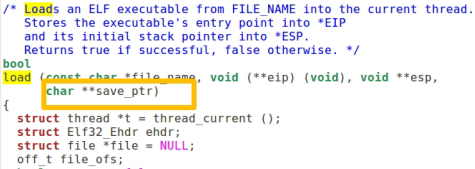 /* Loads an ELF executable from FILE_NAME into the current thread.
Stores the executable's entry point into *EIP
and its initial stack pointer into *ESP.
Returns true if successful, false otherwise. */
bool
load (const char *file_name, void (**eip) (void), void **esp,
char **save_ptr)
{
struct thread *t = thread_current ();
struct Elf32_Ehdr ehdr;
struct file *file = NULL;
off_t file_ofs;